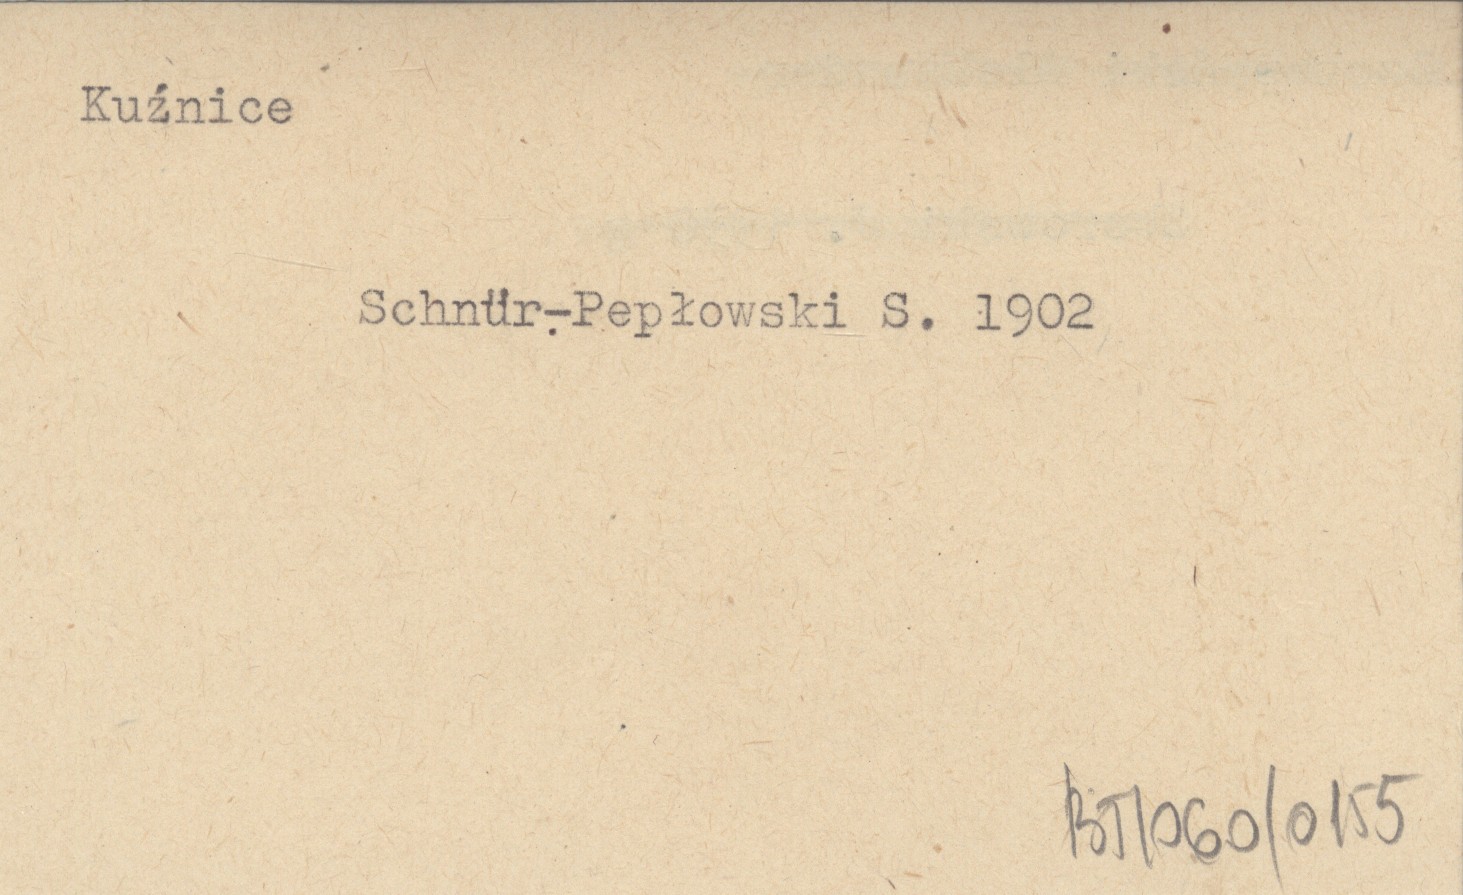 Kuźnice
Schnür-Pepłowski S. 1902
BT/060/0155